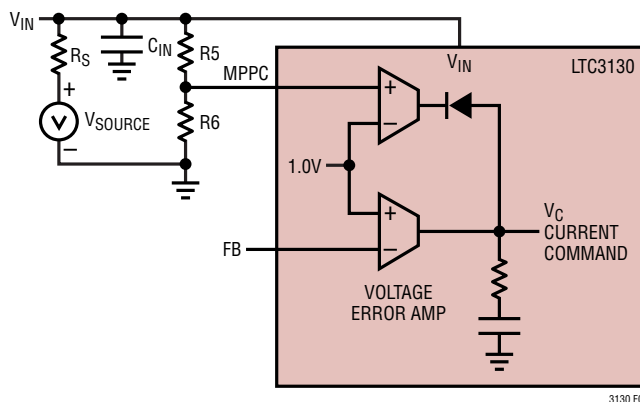 VIN
RS
CIN
R5
MPPC
R6
VSOURCE
+
−
VIN
LTC3130
+
−
1.0V
+
−
FB
VC
CURRENT
COMMAND
VOLTAGE
ERROR AMP